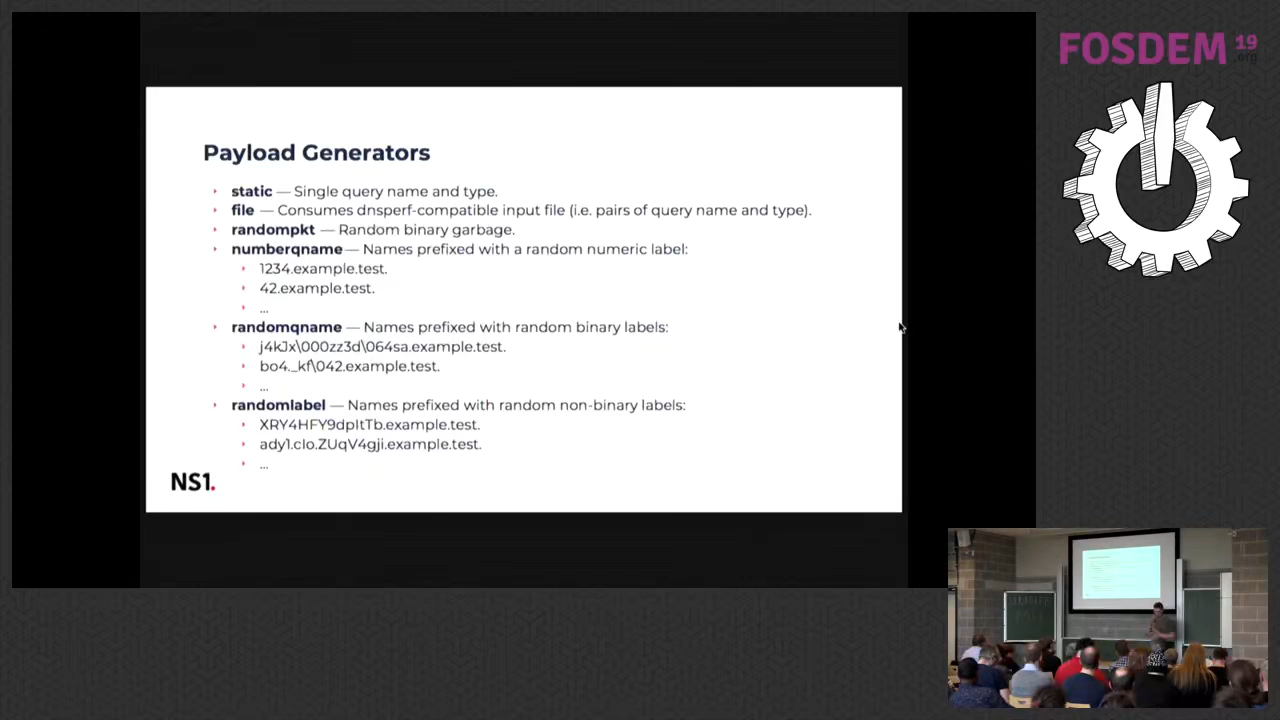 FOSDEM 19
.org
Payload Generators
static — Single query name and type.
file — Consumes dnsperf-compatible input file (i.e. pairs of query name and type).
randompkt — Random binary garbage.
numberqname — Names prefixed with a random numeric label:
1234.example.test.
42.example.test.
...
randomqname — Names prefixed with random binary labels:
j4kJx\000zz3d\064sa.example.test.
bo4._kf\042.example.test.
...
randomlabel — Names prefixed with random non-binary labels:
XRY4HFY9dpItTb.example.test.
ady1.cIo.ZUqV4gji.example.test.
...
NS1.